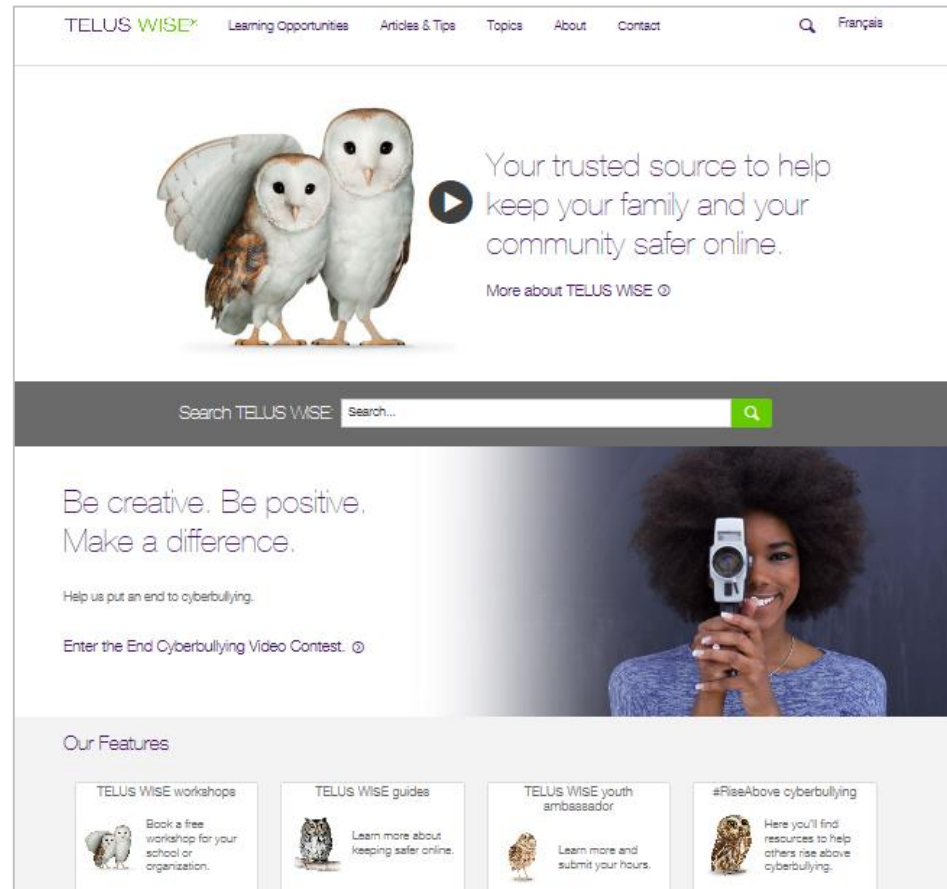 TELUS WISE Learning Opportunities Articles & Tips Topics About Contact Français
Your trusted source to help
keep your family and your
community safer online.
More about TELUS WISE
Search TELUS WISE: Search...
Be creative. Be positive.
Make a difference.
Help us put an end to cyberbullying.
Enter the End Cyberbullying Video Contest.
Our Features
TELUS WISE workshops
Book a free
workshop for your
school or
organization.
TELUS WISE guides
Learn more about
keeping safer online.
TELUS WISE youth
ambassador
Learn more and
submit your hours.
#RiseAbove cyberbullying
Here you'll find
resources to help
others rise above
cyberbullying.